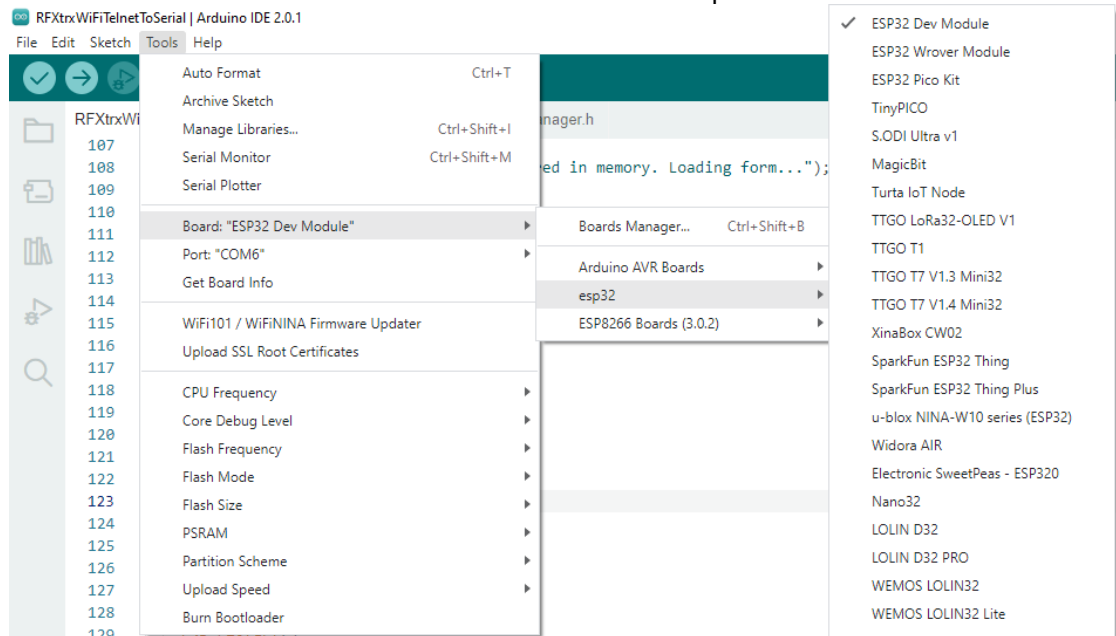 RFXtrxWiFiTelnetToSerial | Arduino IDE 2.0.1
File Edit Sketch Tools Help
RFXtrxWi
nager.h
107
108
ed in memory. Loading form...");
109
110
111
112
113
114
115
116
117
118
119
120
121
122
123
124
125
126
127
128
129
Auto Format Ctrl+T
Archive Sketch
Manage Libraries... Ctrl+Shift+I
Serial Monitor Ctrl+Shift+M
Serial Plotter
Board: "ESP32 Dev Module"
Port: "COM6"
Get Board Info
WiFi101 / WiFiNINA Firmware Updater
Upload SSL Root Certificates
CPU Frequency
Core Debug Level
Flash Frequency
Flash Mode
Flash Size
PSRAM
Partition Scheme
Upload Speed
Burn Bootloader
Boards Manager... Ctrl+Shift+B
Arduino AVR Boards
esp32
ESP8266 Boards (3.0.2)
ESP32 Dev Module
ESP32 Wrover Module
ESP32 Pico Kit
TinyPICO
S.ODI Ultra v1
MagicBit
Turta IoT Node
TTGO LoRa32-OLED V1
TTGO T1
TTGO T7 V1.3 Mini32
TTGO T7 V1.4 Mini32
XinaBox CW02
SparkFun ESP32 Thing
SparkFun ESP32 Thing Plus
u-blox NINA-W10 series (ESP32)
Widora AIR
Electronic SweetPeas - ESP320
Nano32
LOLIN D32
LOLIN D32 PRO
WEMOS LOLIN32
WEMOS LOLIN32 Lite